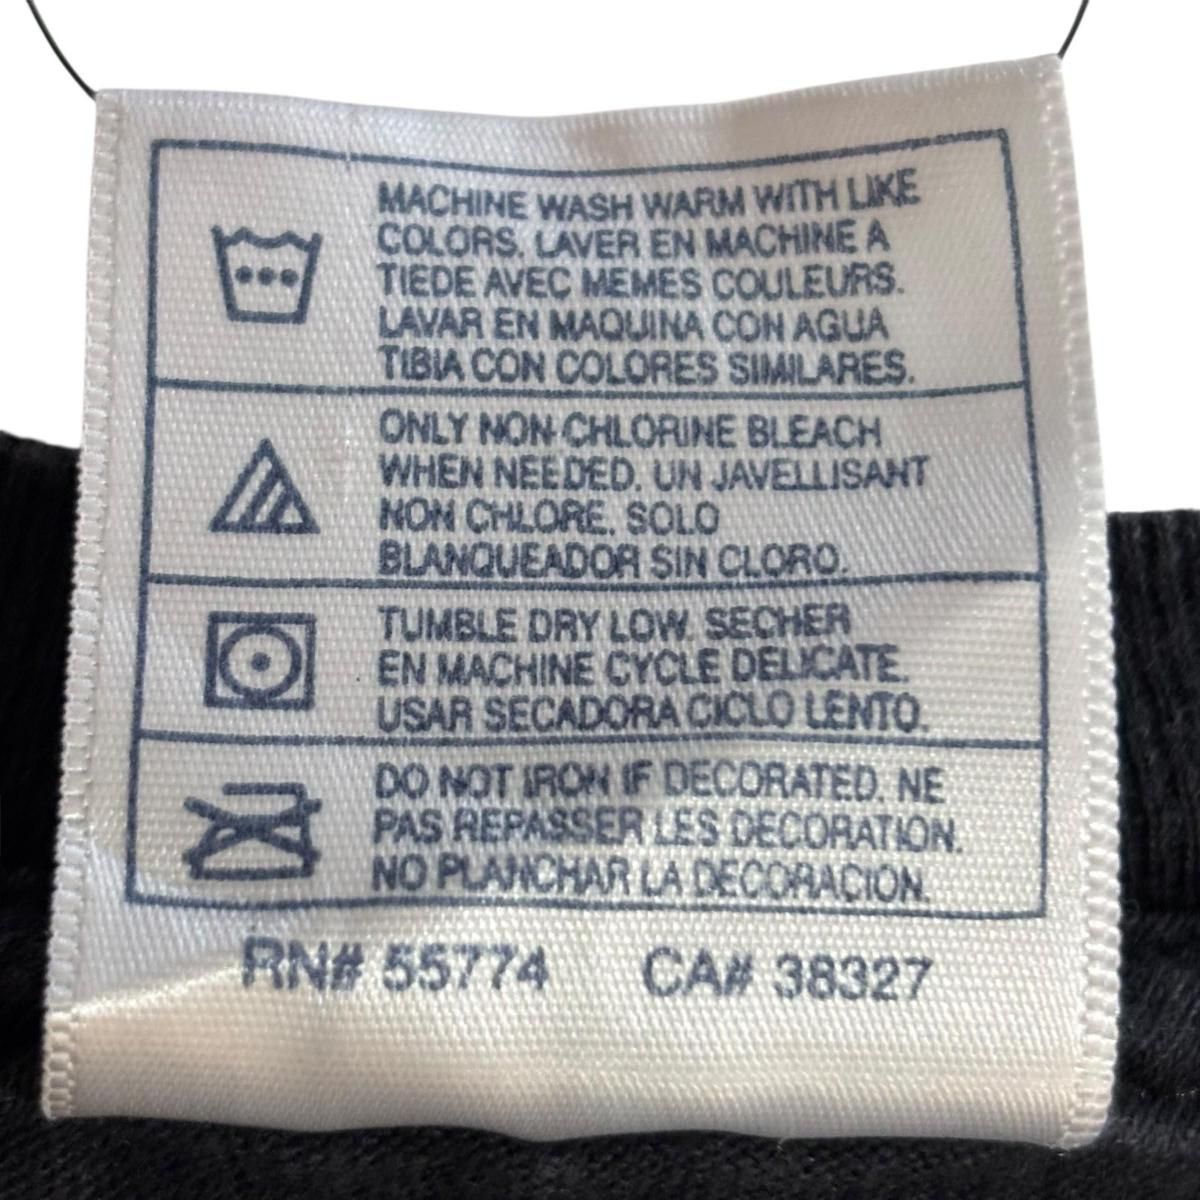 MACHINE WASH WARM WITH LIKE
COLORS. LAVER EN MACHINE A
TIEDE AVEC MEMES COULEURS.
LAVAR EN MAQUINA CON AGUA
TIBIA CON COLORES SIMILARES.
ONLY NON-CHLORINE BLEACH
WHEN NEEDED. UN JAVELLISANT
NON CHLORE. SOLO
BLANQUEADOR SIN CLORO.
TUMBLE DRY LOW. SECHER
EN MACHINE CYCLE DELICATE.
USAR SECADORA CICLO LENTO.
DO NOT IRON IF DECORATED. NE
PAS REPASSER LES DECORATION.
NO PLANCHAR LA DECORACION.
RN# 55774 CA# 38327